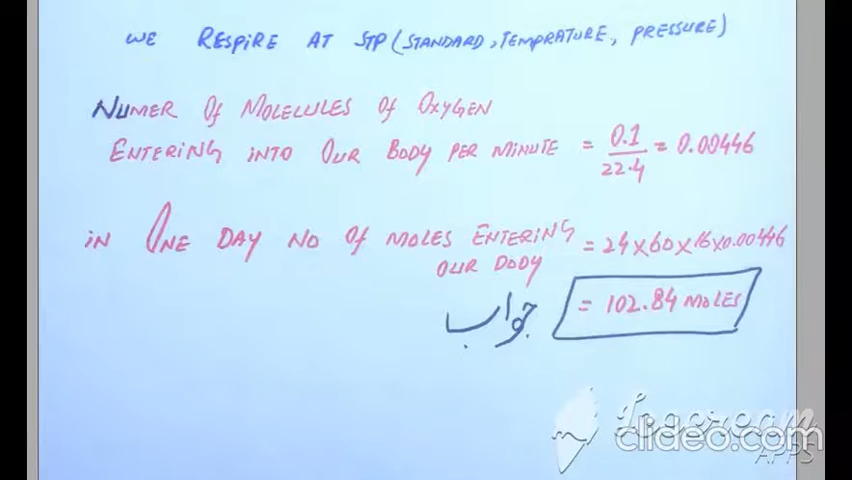 WE RESPIRE AT STP (STANDARD, TEMPRATURE, PRESSURE)
NUMER OF MOLECULES OF OXYGEN
ENTERING INTO OUR BODY PER MINUTE = 0.1/22.4 = 0.00446
IN ONE DAY NO OF MOLES ENTERING = 24×60×16×0.00446
OUR BODY
= 102.84 MOLES
جواب
clideo.com
APPS